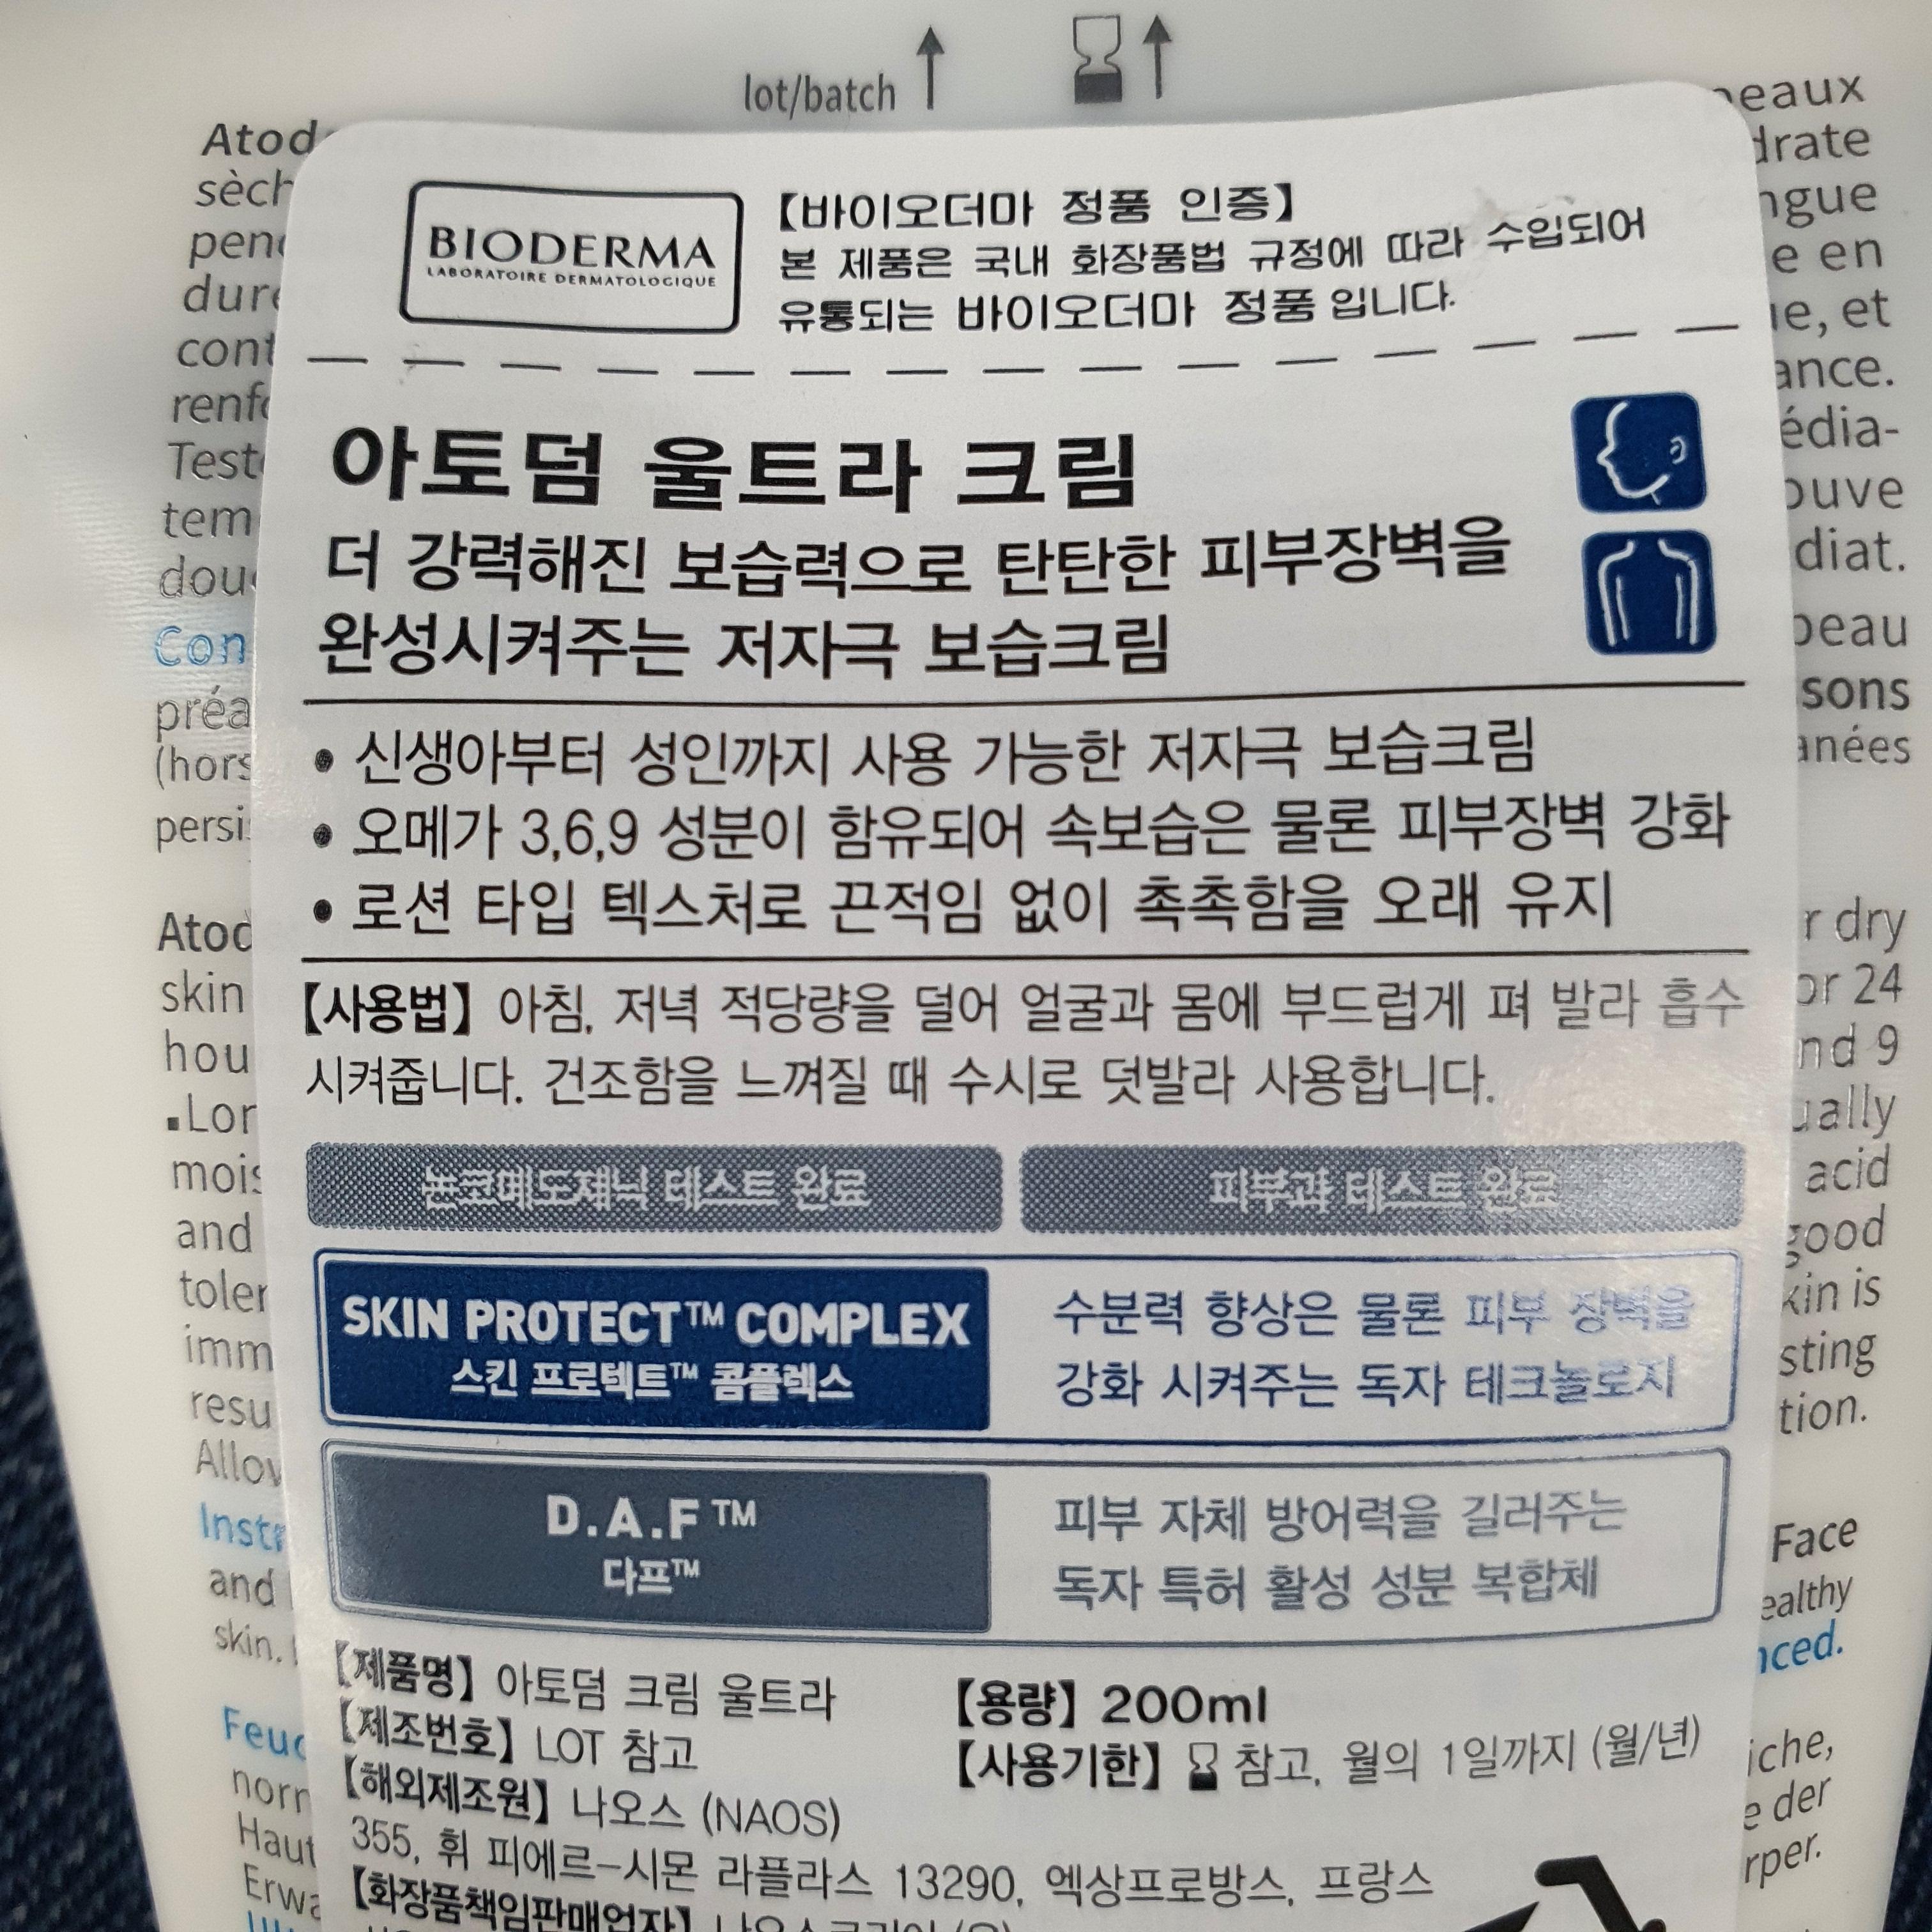 lot/batch
BIODERMA
LABORATOIRE DERMATOLOGIQUE
【바이오더마 정품 인증】
본 제품은 국내 화장품법 규정에 따라 수입되어
유통되는 바이오더마 정품 입니다.
아토덤 울트라 크림
더 강력해진 보습력으로 탄탄한 피부장벽을
완성시켜주는 저자극 보습크림
• 신생아부터 성인까지 사용 가능한 저자극 보습크림
• 오메가 3,6,9 성분이 함유되어 속보습은 물론 피부장벽 강화
• 로션 타입 텍스처로 끈적임 없이 촉촉함을 오래 유지
【사용법】 아침, 저녁 적당량을 덜어 얼굴과 몸에 부드럽게 펴 발라 흡수
시켜줍니다. 건조함을 느껴질 때 수시로 덧발라 사용합니다.
논코메도제닉 테스트 완료
피부과 테스트 완료
SKIN PROTECT™ COMPLEX
스킨 프로텍트™ 콤플렉스
수분력 향상은 물론 피부 장벽을
강화 시켜주는 독자 테크놀로지
D.A.F™
다프™
피부 자체 방어력을 길러주는
독자 특허 활성 성분 복합체
【제품명】 아토덤 크림 울트라
【용량】 200ml
【제조번호】 LOT 참고
【사용기한】 참고, 월의 1일까지 (월/년)
【해외제조원】 나오스 (NAOS)
355, 휘 피에르-시몬 라플라스 13290, 엑상프로방스, 프랑스
【화장품책임판매업자】
skin
hou
and
and
skin.
drate
e en
r dry
or 24
acid
good
Face